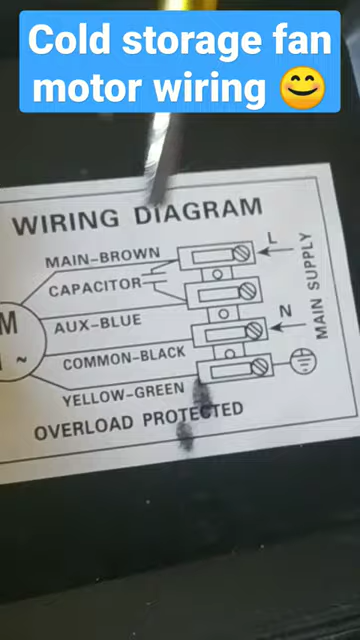 Cold storage fan
motor wiring 😊
WIRING DIAGRAM
MAIN-BROWN
L
CAPACITOR
AUX-BLUE
N
COMMON-BLACK
MAIN SUPPLY
M
~
YELLOW-GREEN
OVERLOAD PROTECTED